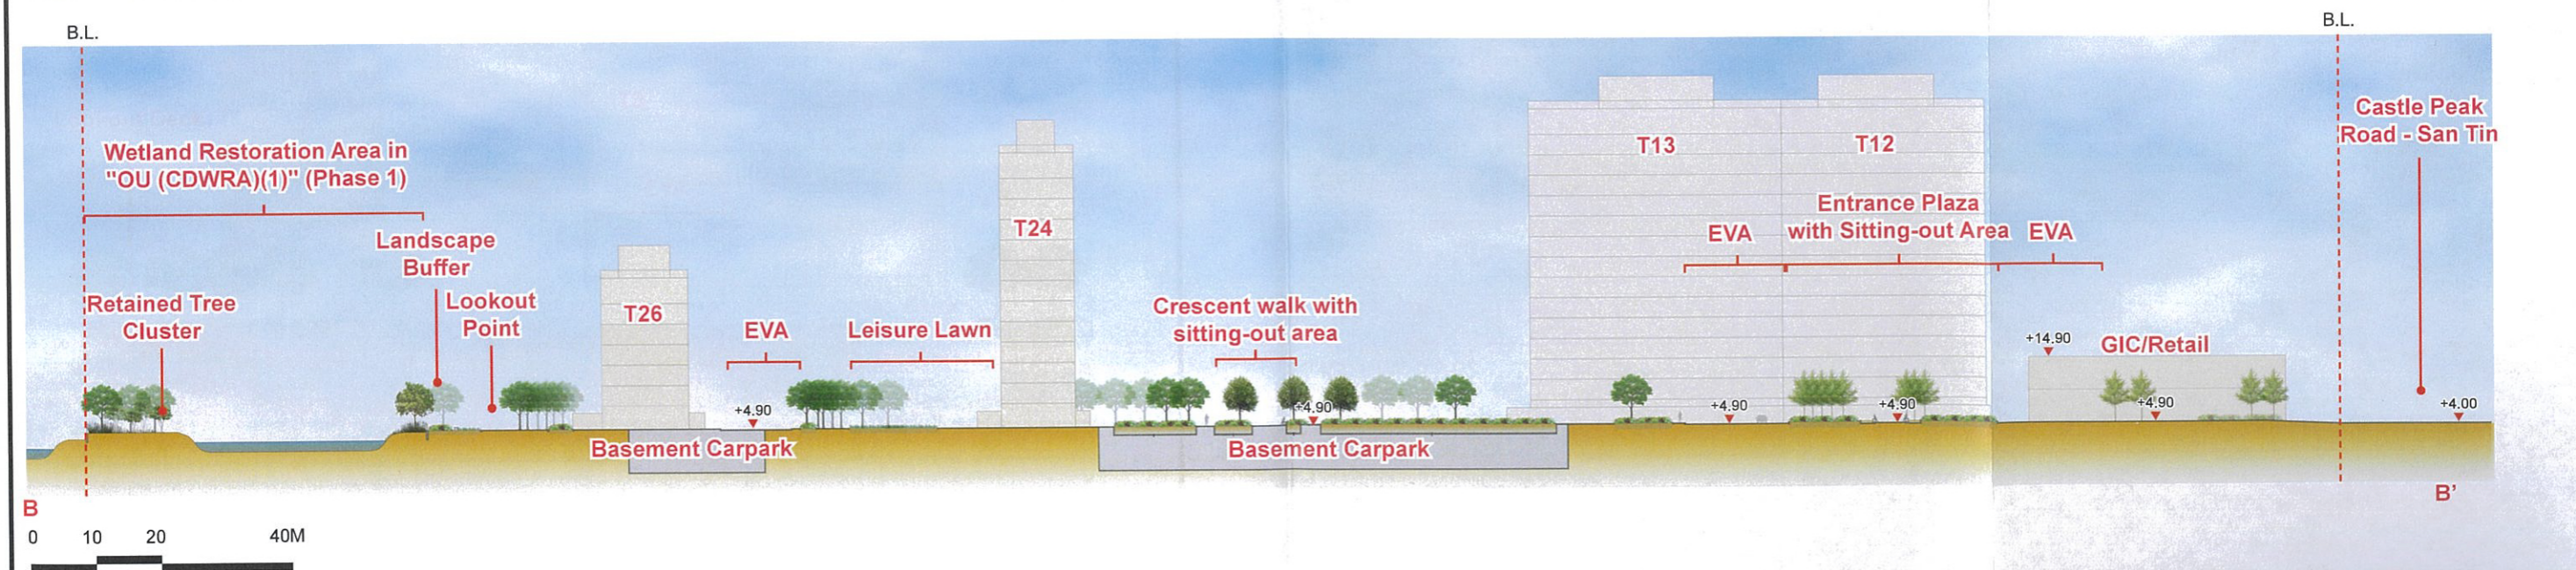 B.L.
B.L.
Wetland Restoration Area in
"OU (CDWRA)(1)" (Phase 1)
Landscape
Buffer
Retained Tree
Cluster
Lookout
Point
T26
EVA
Leisure Lawn
T24
Crescent walk with
sitting-out area
T13
T12
EVA
Entrance Plaza
with Sitting-out Area
EVA
Castle Peak
Road - San Tin
+14.90
GIC/Retail
+4.90
+4.90
+4.90
+4.90
+4.90
+4.00
Basement Carpark
Basement Carpark
B
B'
0 10 20 40M